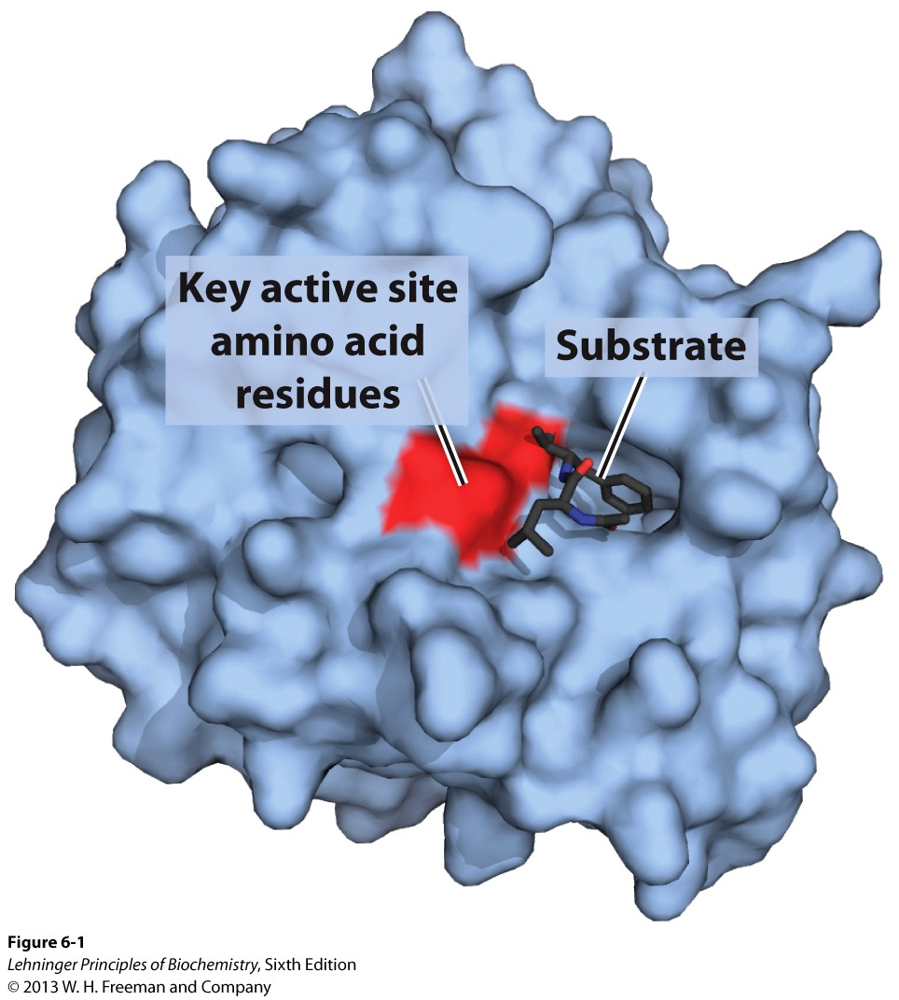 Key active site
amino acid
residues
Substrate
Figure 6-1
Lehninger Principles of Biochemistry, Sixth Edition
© 2013 W. H. Freeman and Company